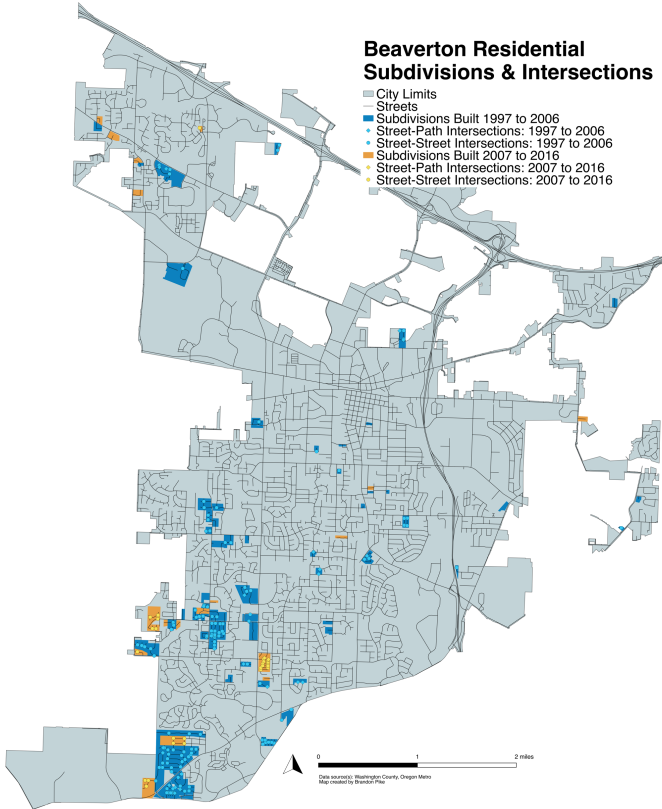 Beaverton Residential
Subdivisions & Intersections
City Limits
Streets
Subdivisions Built 1997 to 2006
Street-Path Intersections: 1997 to 2006
Street-Street Intersections: 1997 to 2006
Subdivisions Built 2007 to 2016
Street-Path Intersections: 2007 to 2016
Street-Street Intersections: 2007 to 2016
0 1 2 miles
Data source(s): Washington County, Oregon Metro
Map created by Brandon Pike